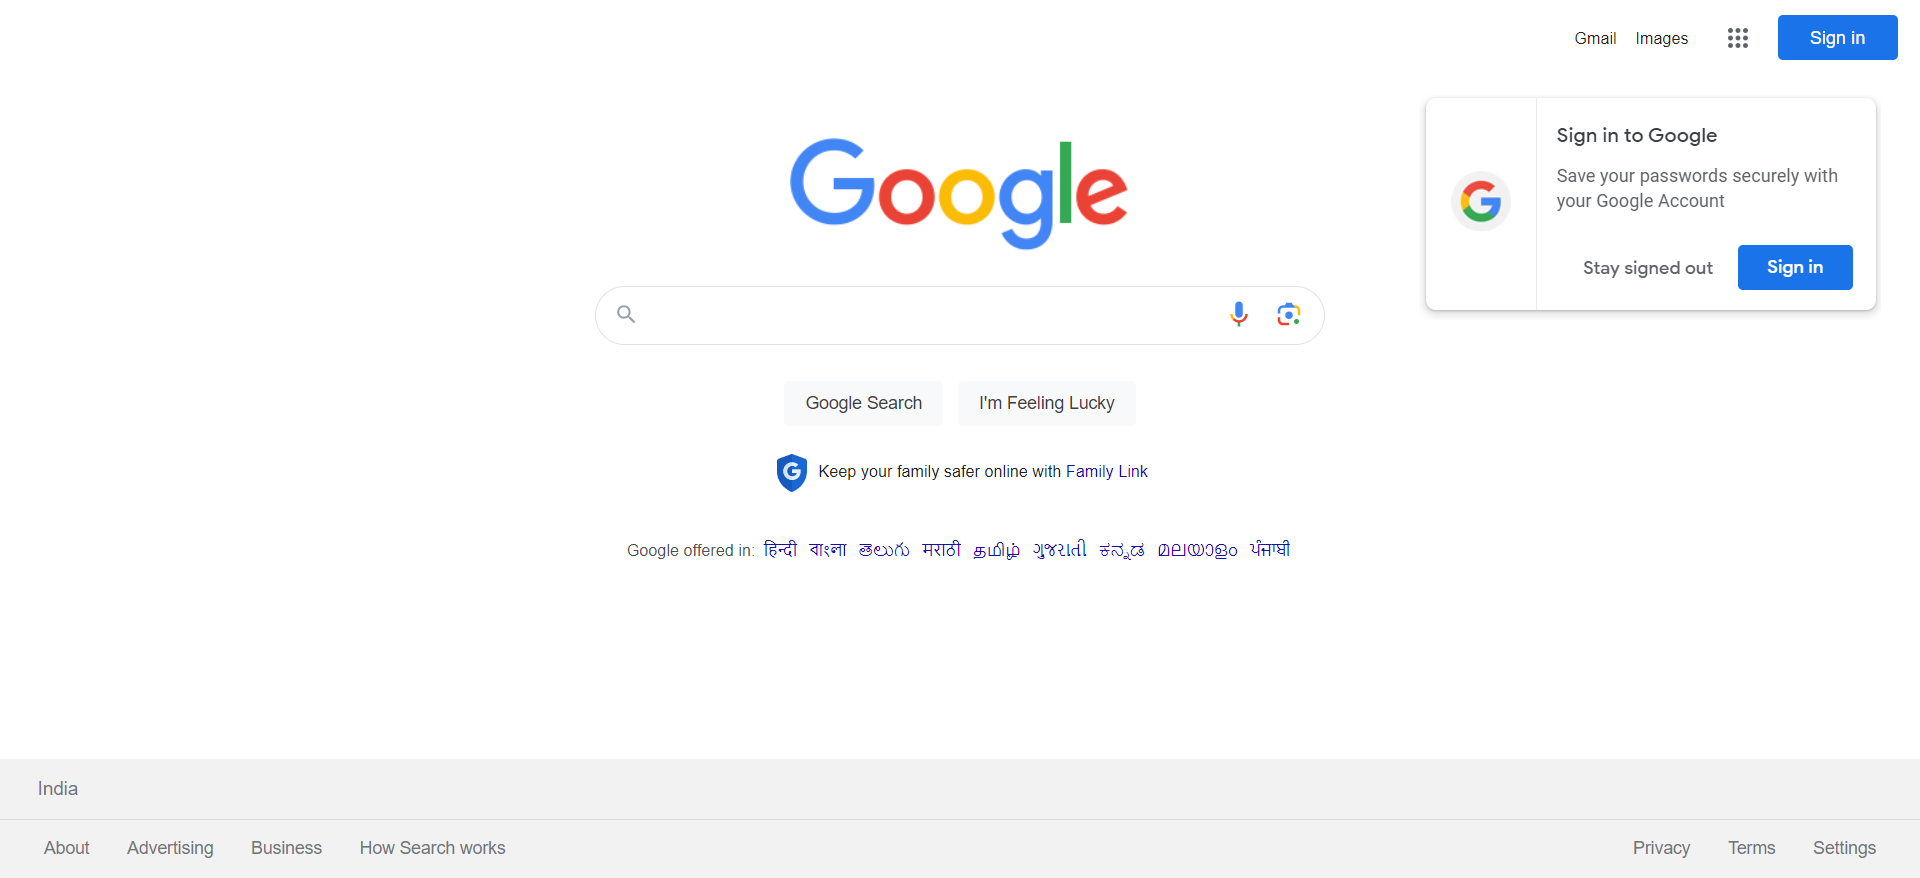 Gmail Images Sign in
Google
Sign in to Google
Save your passwords securely with
your Google Account
Stay signed out Sign in
Google Search I'm Feeling Lucky
Keep your family safer online with Family Link
Google offered in: हिन्दी বাংলা తెలుగు मराठी தமிழ் ગુજરાતી ಕನ್ನಡ മലയാളം ਪੰਜਾਬੀ
India
About Advertising Business How Search works Privacy Terms Settings